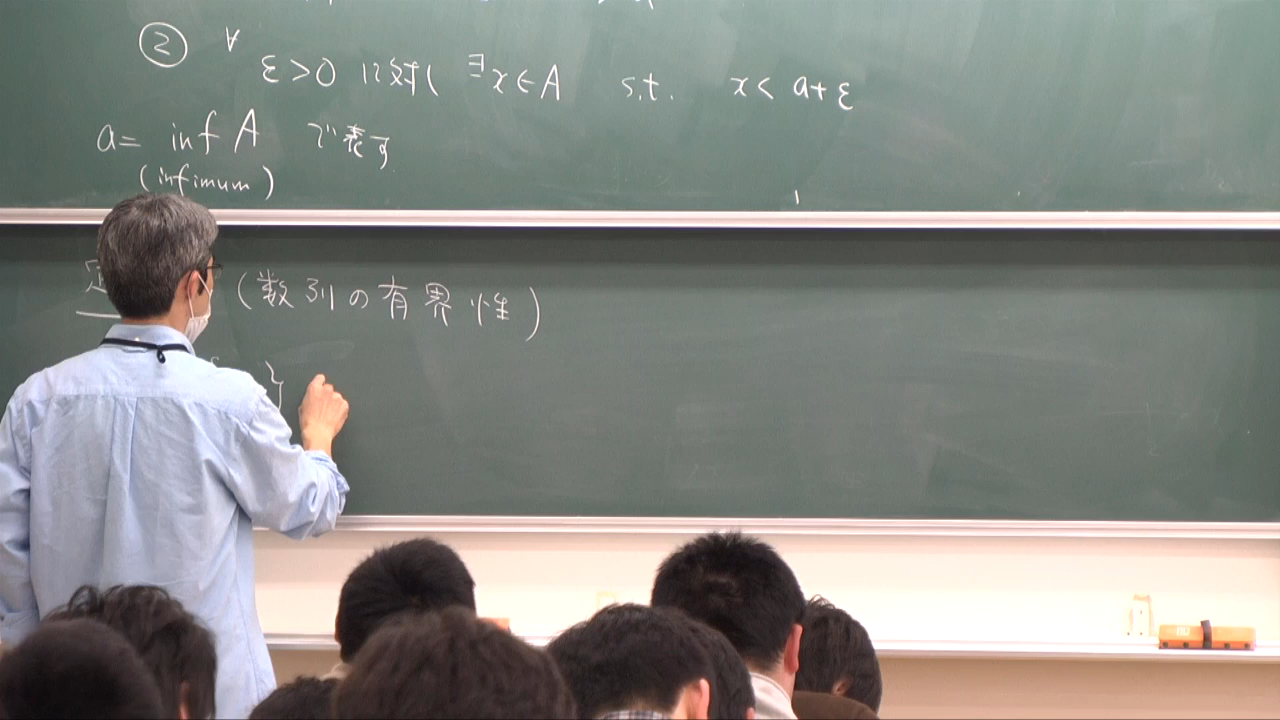 ② ∀ε>0 に対し ∃x∈A s.t. x < a+ε
a = inf A で表す
(infimum)
(数列の有界性)
}